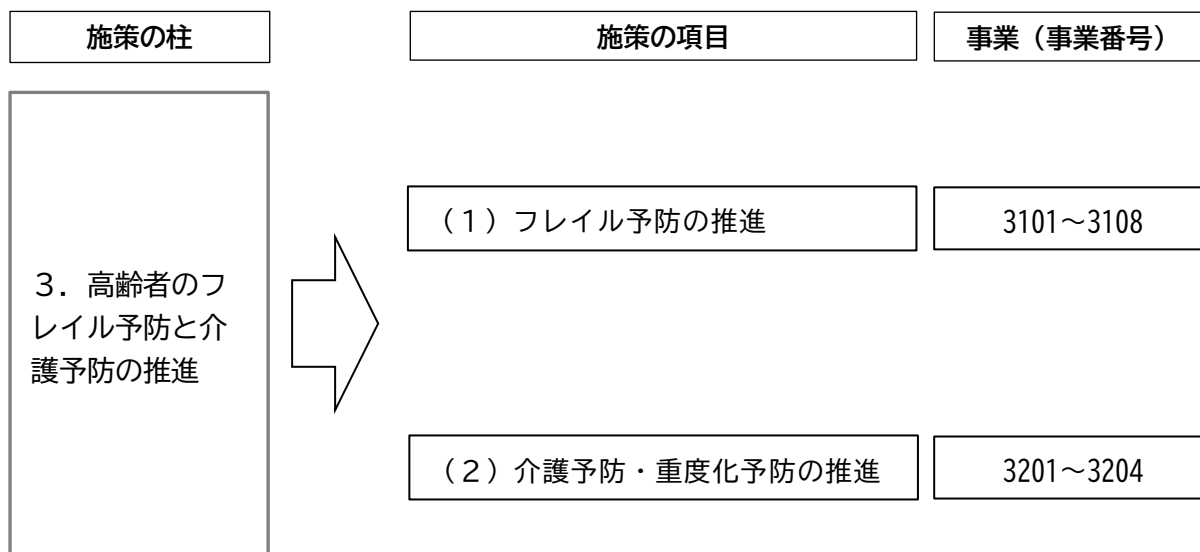 施策の柱
施策の項目
事業（事業番号）
３．高齢者のフ
レイル予防と介
護予防の推進
（１）フレイル予防の推進
3101～3108
（２）介護予防・重度化予防の推進
3201～3204